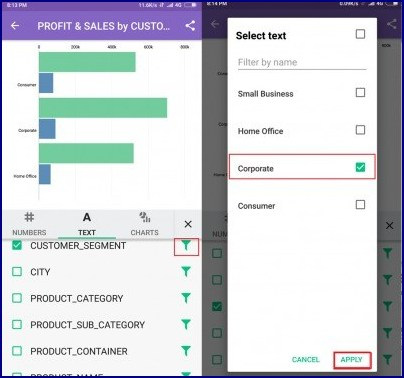 8:13 PM 11.6K/s 4G
PROFIT & SALES by CUSTO...
0 200k 400k 600k 800k
Consumer
Corporate
Home Office
NUMBERS TEXT CHARTS
CUSTOMER_SEGMENT
CITY
PRODUCT_CATEGORY
PRODUCT_SUB_CATEGORY
PRODUCT_CONTAINER
PRODUCT_NAME
8:14 PM 0.09K/s 4G
Select text
Filter by name
Small Business
Home Office
Corporate
Consumer
CANCEL APPLY